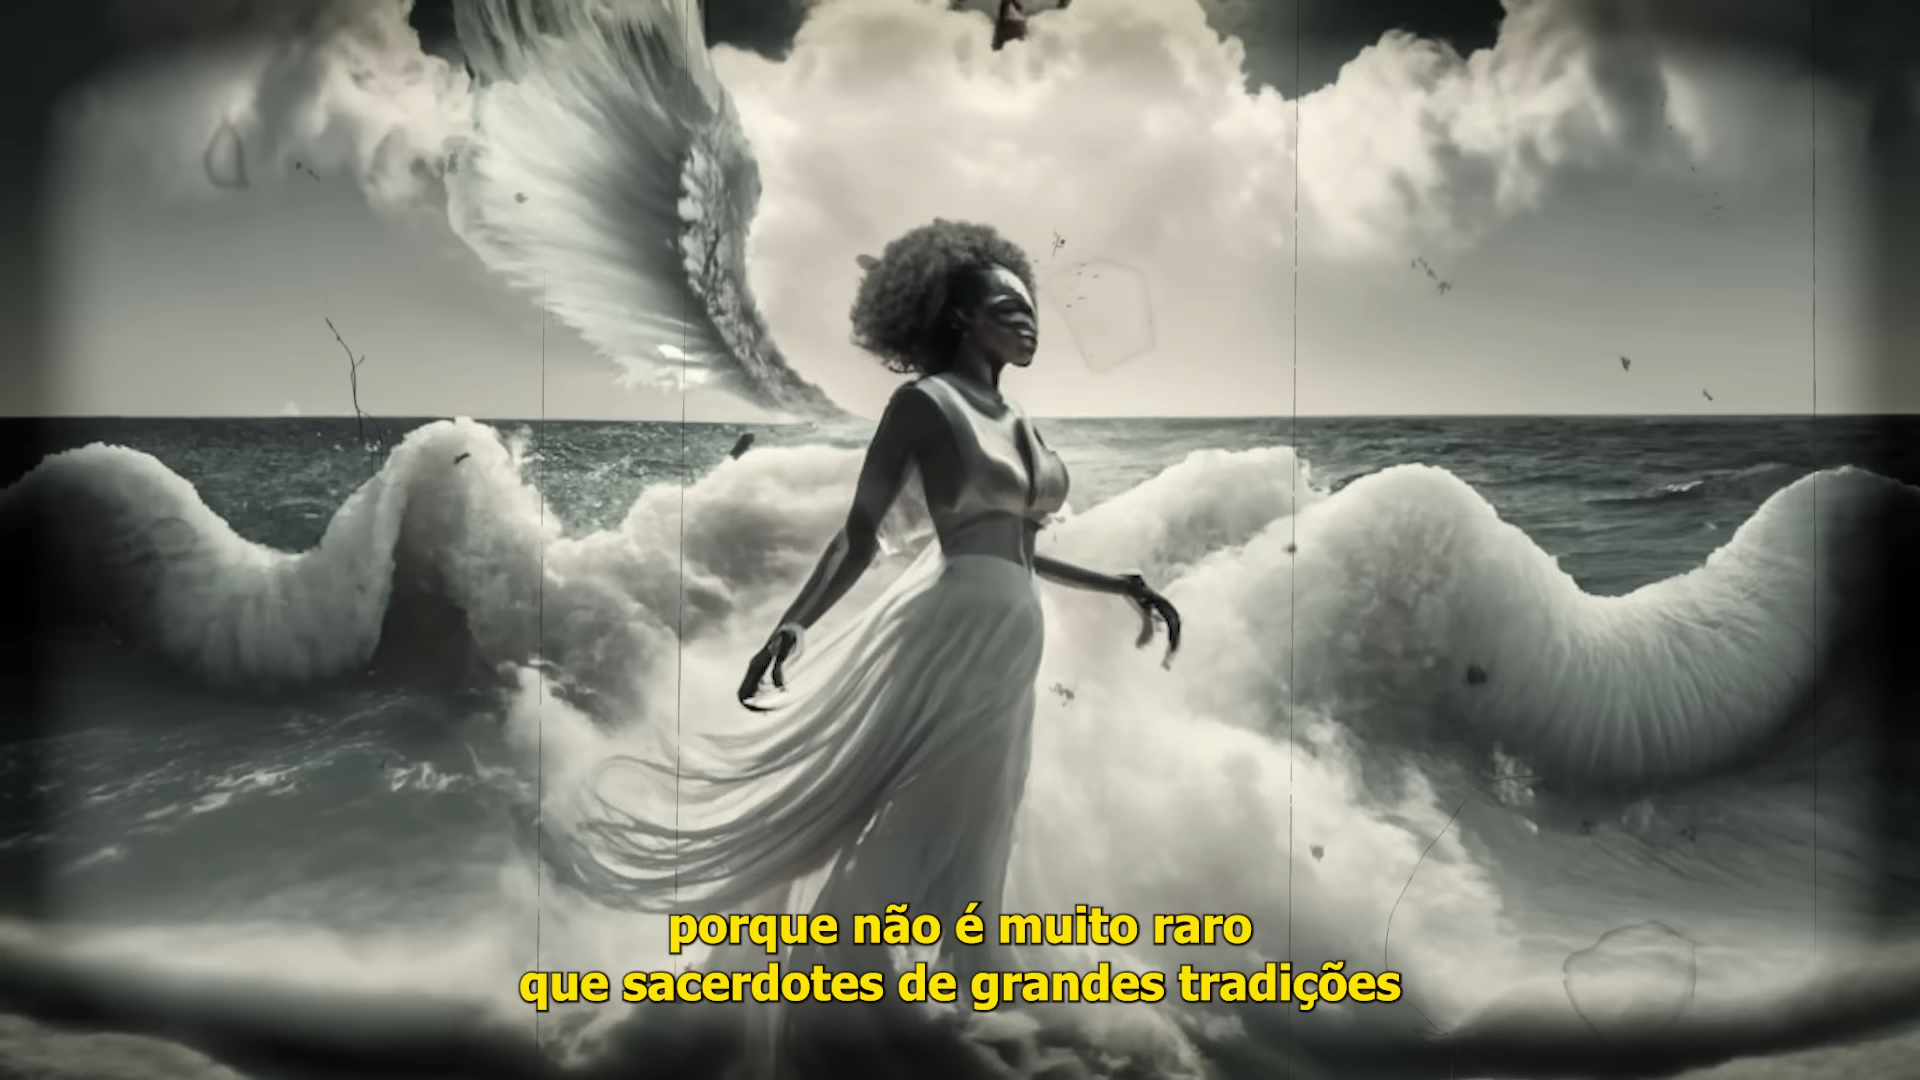 porque não é muito raro
que sacerdotes de grandes tradições